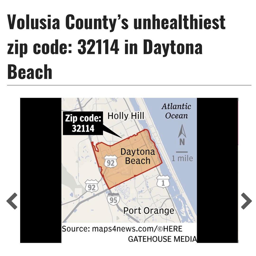 Volusia County’s unhealthiest
zip code: 32114 in Daytona
Beach
Atlantic
Ocean
Zip code:
32114
Holly Hill
N
1 mile
Daytona
Beach
92
1
92
95
Port Orange
Source: maps4news.com/©HERE
GATEHOUSE MEDIA